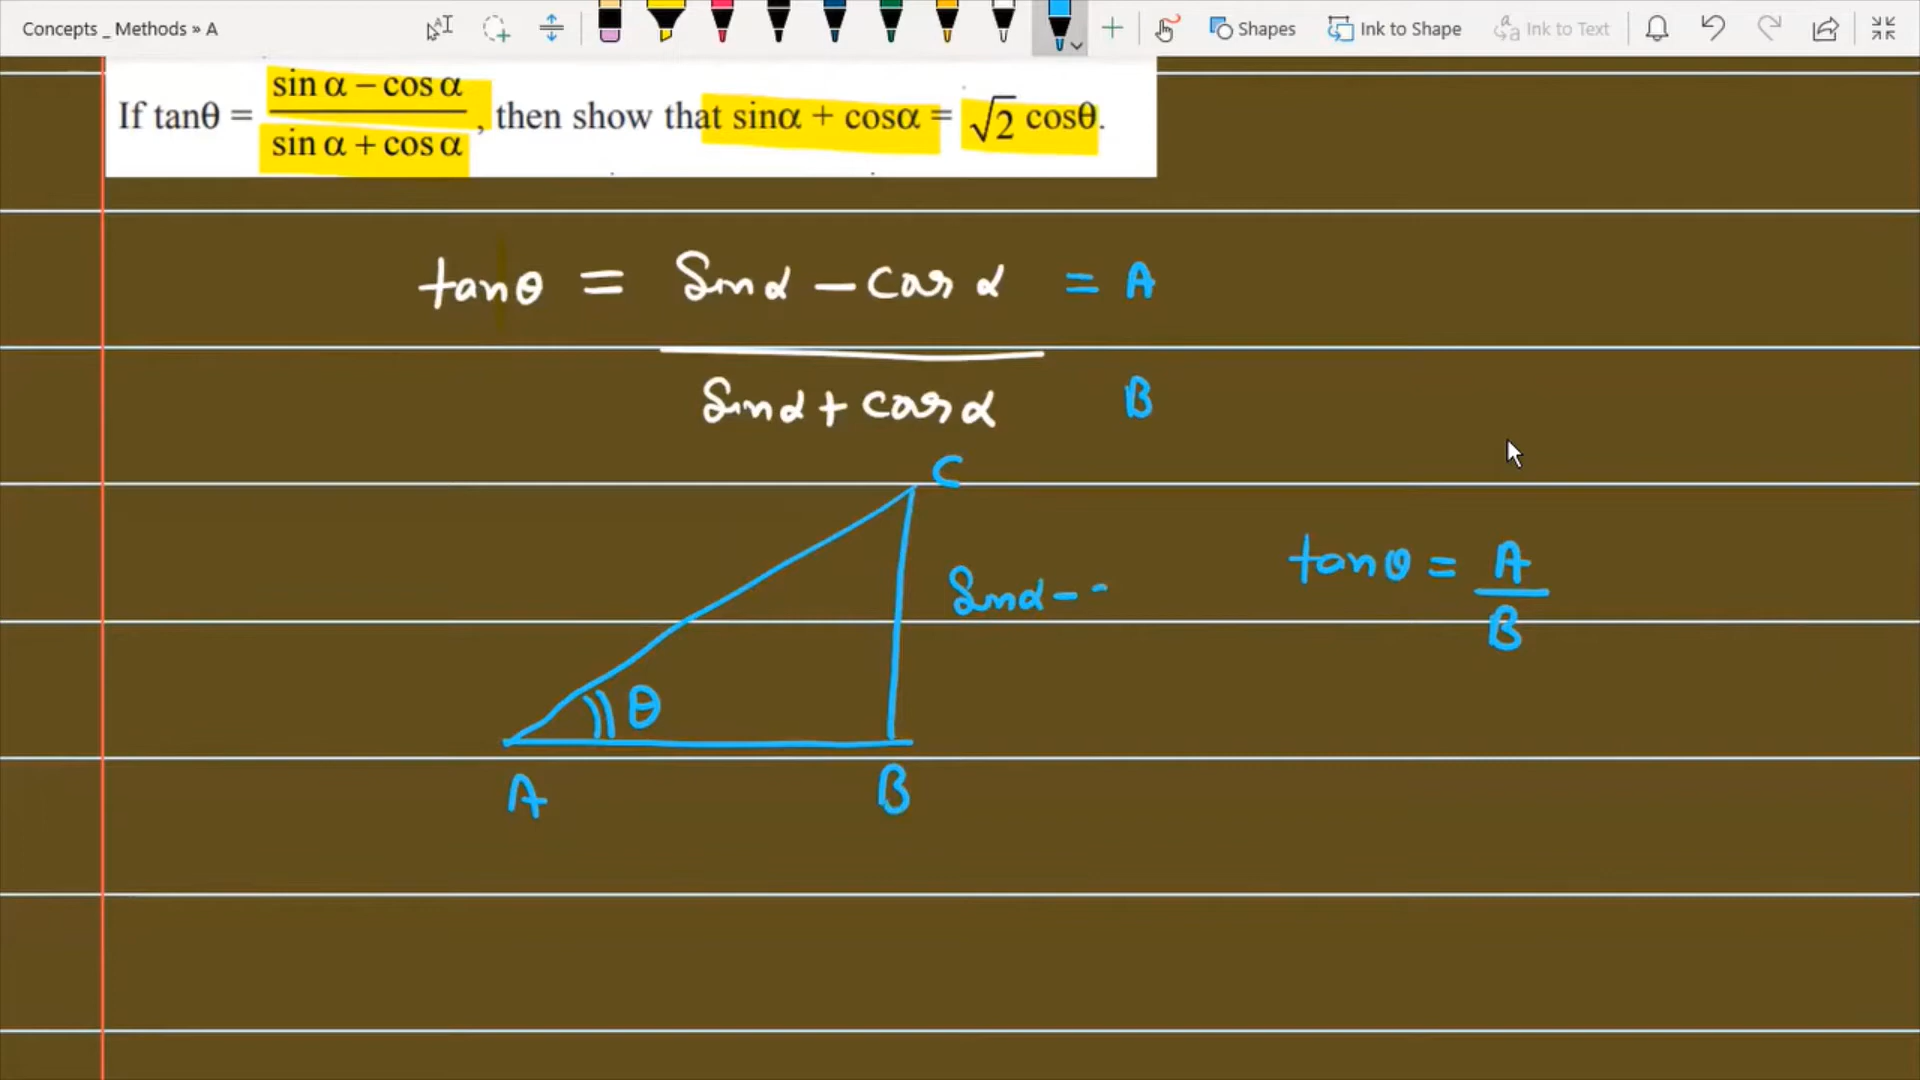 Concepts _ Methods » A
Shapes
Ink to Shape
Ink to Text
If tanθ = (sin α − cos α)/(sin α + cos α), then show that sinα + cosα = √2 cosθ.
tanθ = Sinα − cosα = A
Sinα + cosα B
C
Sinα - -
tanθ = A/B
θ
A B